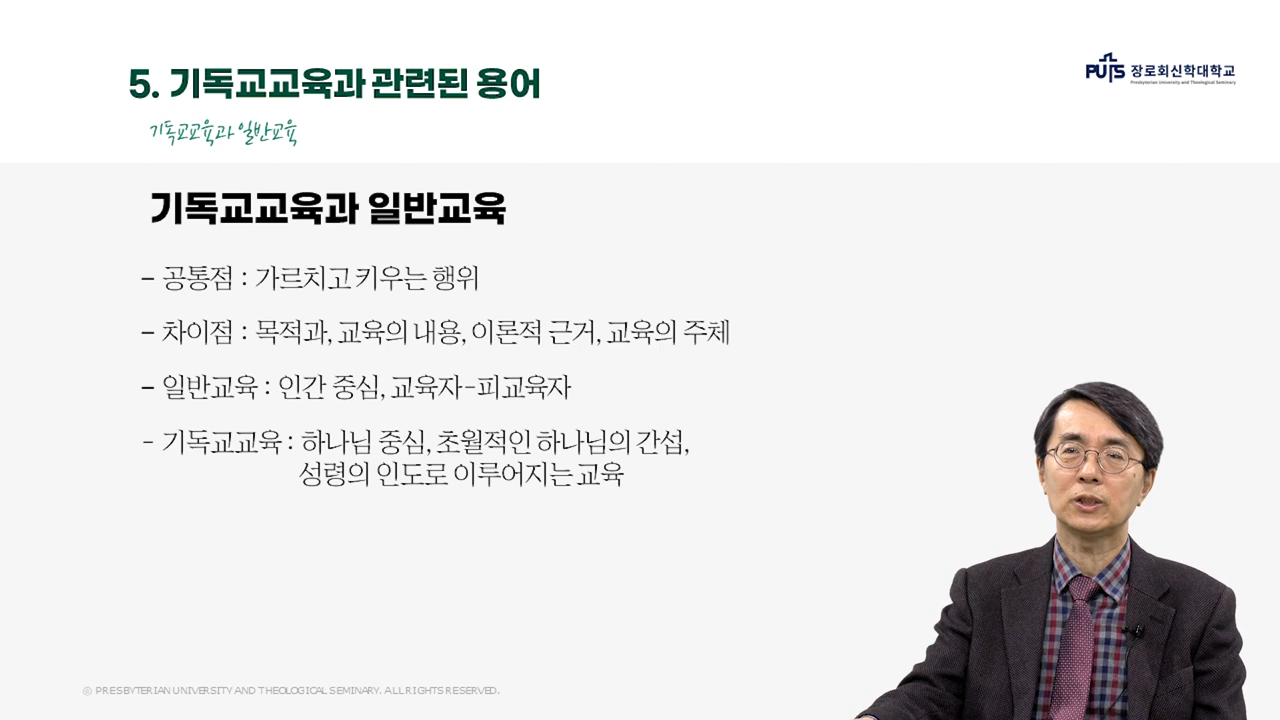 5. 기독교교육과 관련된 용어
기독교교육과 일반교육
PUTS 장로회신학대학교
Presbyterian University and Theological Seminary
기독교교육과 일반교육
– 공통점 : 가르치고 키우는 행위
– 차이점 : 목적과, 교육의 내용, 이론적 근거, 교육의 주체
– 일반교육 : 인간 중심, 교육자-피교육자
- 기독교교육 : 하나님 중심, 초월적인 하나님의 간섭,
성령의 인도로 이루어지는 교육
© PRESBYTERIAN UNIVERSITY AND THEOLOGICAL SEMINARY. ALL RIGHTS RESERVED.